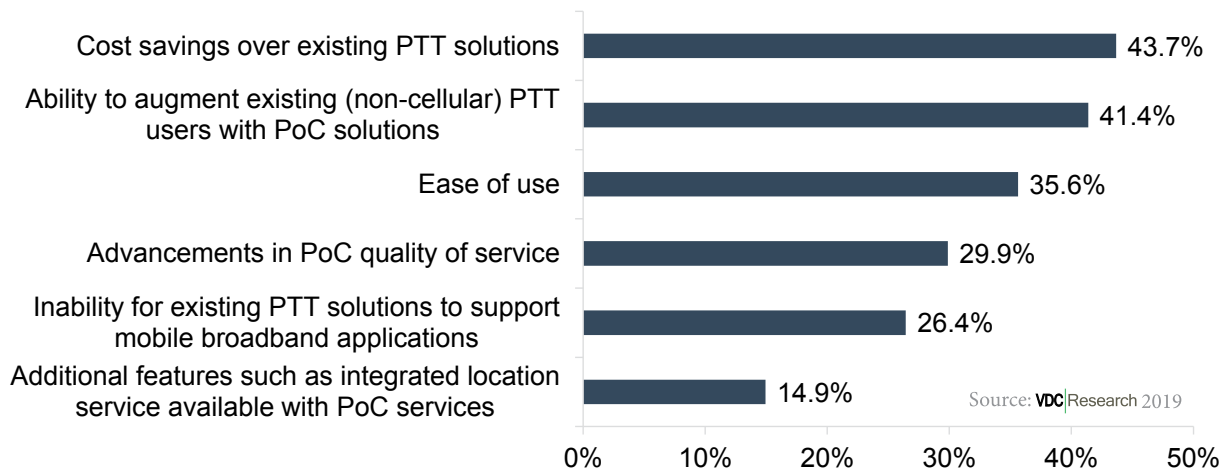 Cost savings over existing PTT solutions
43.7%
Ability to augment existing (non-cellular) PTT
users with PoC solutions
41.4%
Ease of use
35.6%
Advancements in PoC quality of service
29.9%
Inability for existing PTT solutions to support
mobile broadband applications
26.4%
Additional features such as integrated location
service available with PoC services
14.9%
Source: VDC Research 2019
0% 10% 20% 30% 40% 50%